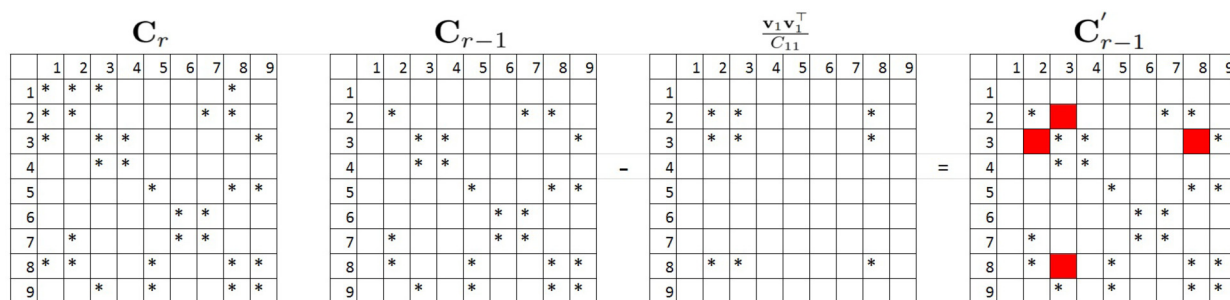 C_r
1 2 3 4 5 6 7 8 9
1 * * * *
2 * * * *
3 * * * *
4 * *
5 * * *
6 * *
7 * * *
8 * * * * *
9 * * * *
C_{r-1}
1 2 3 4 5 6 7 8 9
1
2 * * *
3 * * *
4 * *
5 * * *
6 * *
7 * * *
8 * * * *
9 * * * *
-
v_1 v_1^⊤ / C_{11}
1 2 3 4 5 6 7 8 9
1
2 * * *
3 * * *
4
5
6
7
8 * * *
9
=
C'_{r-1}
1 2 3 4 5 6 7 8 9
1
2 * * *
3 * * *
4 * *
5 * * *
6 * *
7 * * *
8 * * * *
9 * * * *